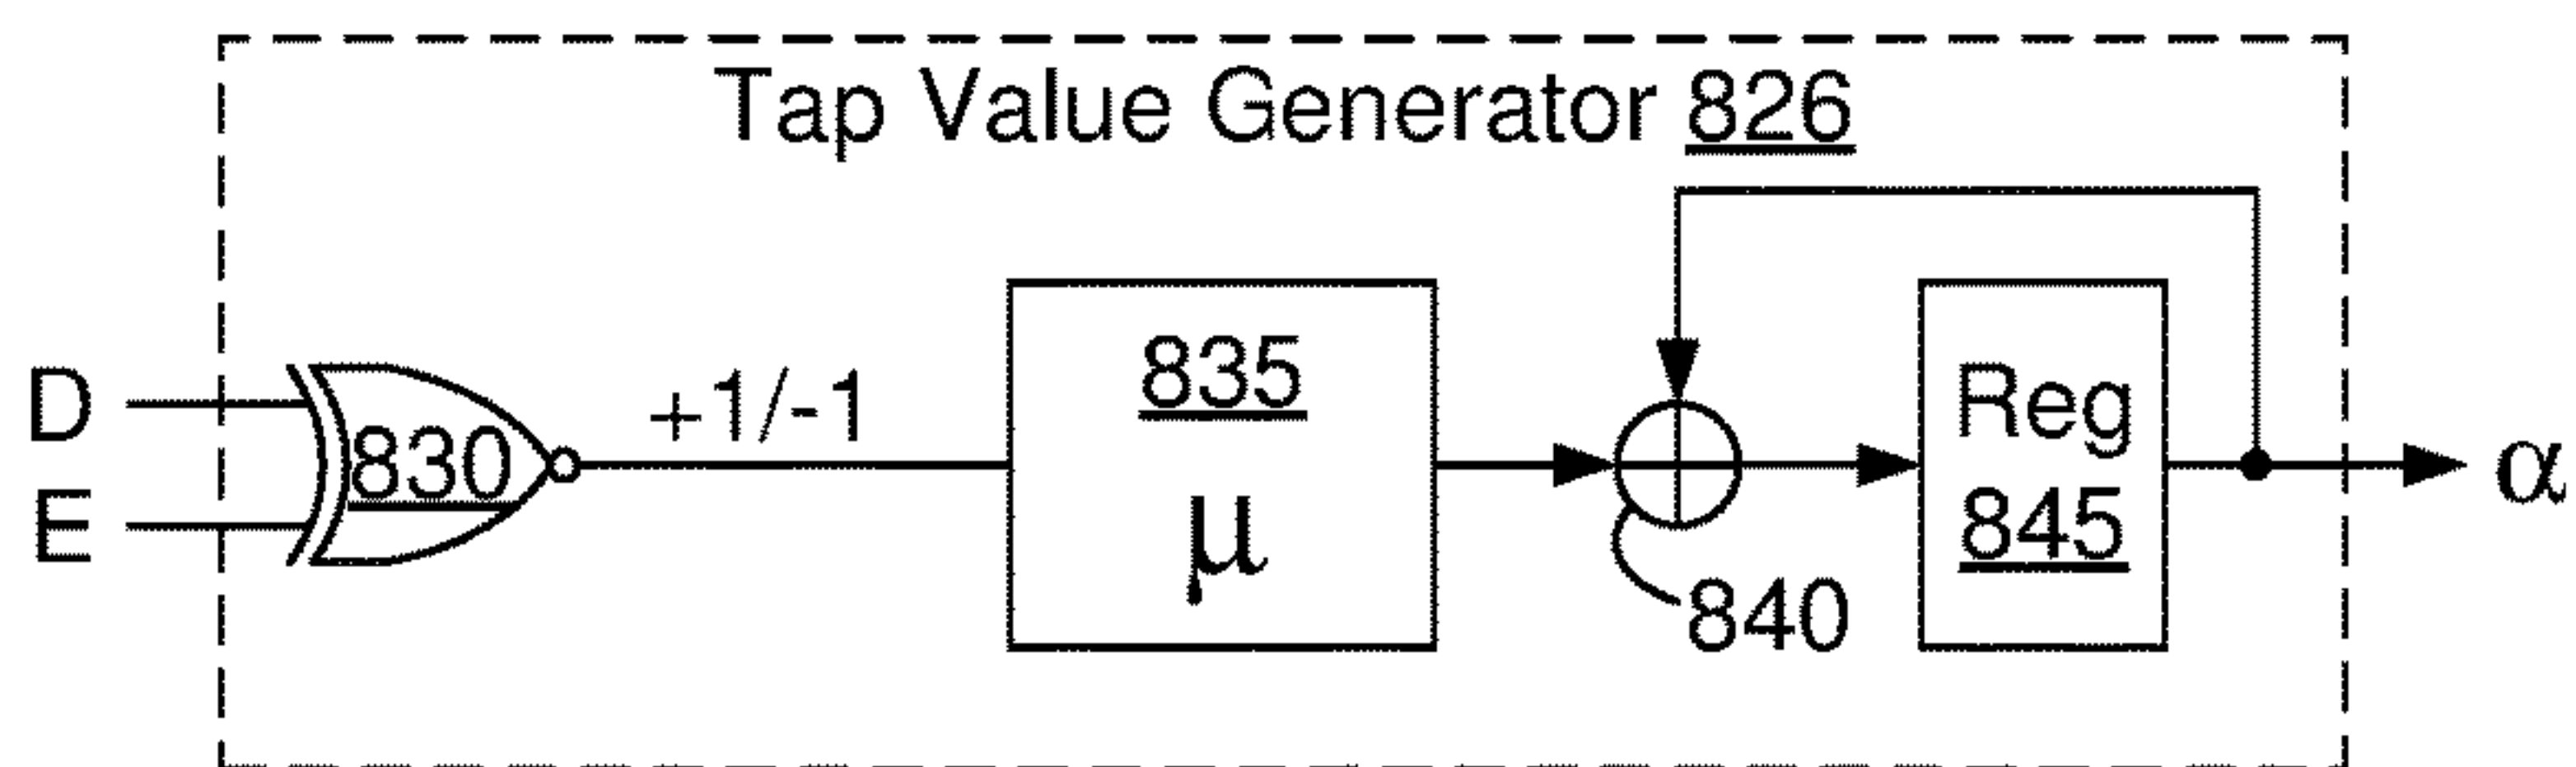 Tap Value Generator 826
D
E
830
+1/-1
835
μ
840
Reg
845
α